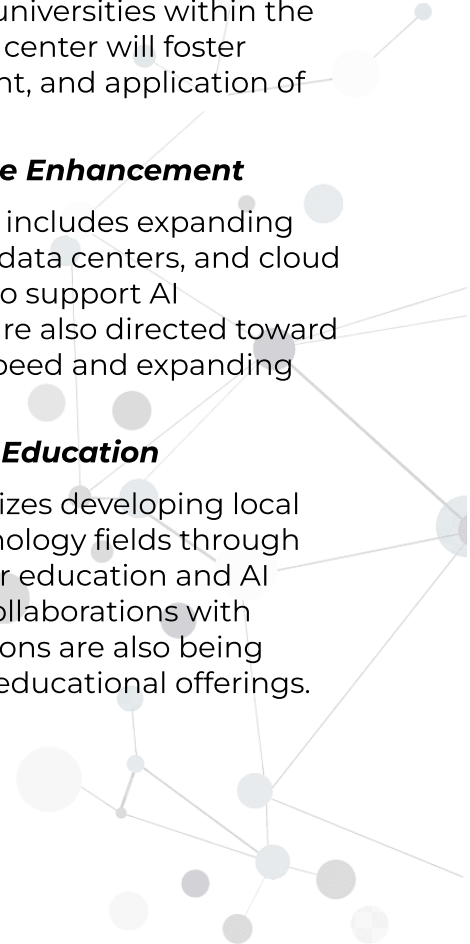 universities within the
center will foster
nt, and application of
e Enhancement
includes expanding
data centers, and cloud
o support AI
re also directed toward
peed and expanding
Education
izes developing local
nology fields through
r education and AI
ollaborations with
ons are also being
educational offerings.